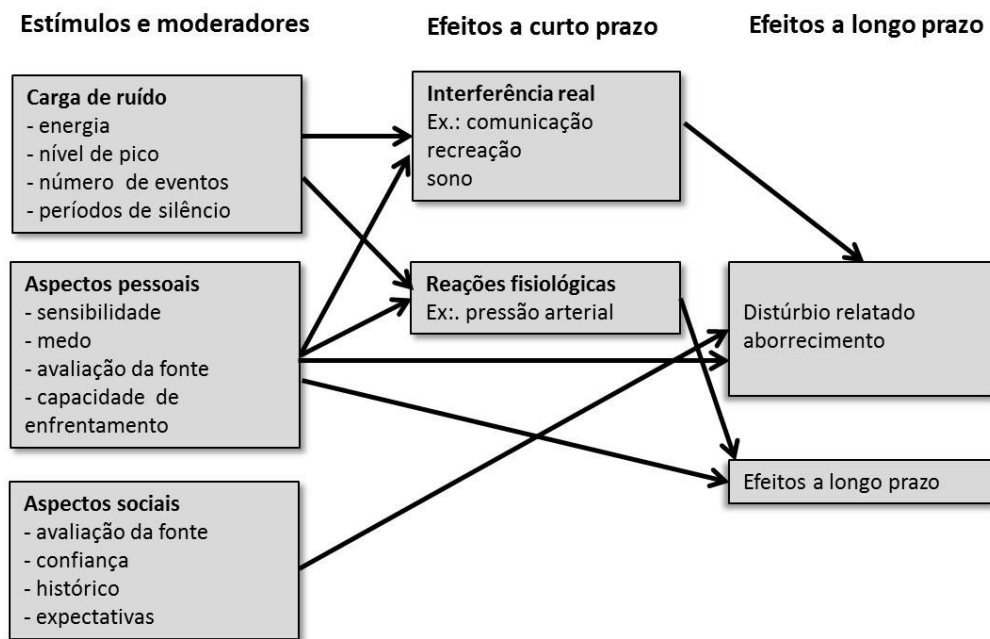 Estímulos e moderadores
Efeitos a curto prazo
Efeitos a longo prazo
Carga de ruído
- energia
- nível de pico
- número de eventos
- períodos de silêncio
Interferência real
Ex.: comunicação
recreação
sono
Aspectos pessoais
- sensibilidade
- medo
- avaliação da fonte
- capacidade de
enfrentamento
Reações fisiológicas
Ex:. pressão arterial
Distúrbio relatado
aborrecimento
Efeitos a longo prazo
Aspectos sociais
- avaliação da fonte
- confiança
- histórico
- expectativas